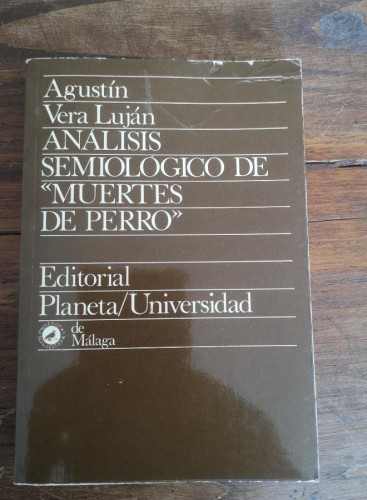 Agustín
Vera Luján
ANÁLISIS
SEMIOLÓGICO DE
«MUERTES
DE PERRO»
Editorial
Planeta/Universidad
de
Málaga